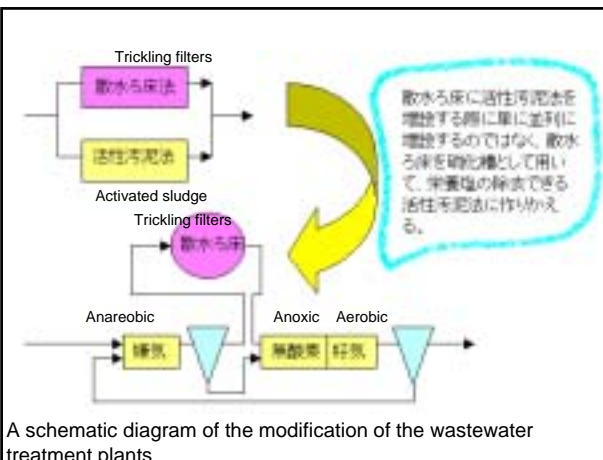 Trickling filters
散水ろ床法
活性汚泥法
Activated sludge
散水ろ床に活性汚泥法を
増設する際に単に並列に
増設するのではなく、散水
ろ床を硝化槽として用い
て、栄養塩の除去できる
活性汚泥法に作りかえ
る。
Trickling filters
散水ろ床
Anareobic
Anoxic
Aerobic
嫌気
無酸素
好気
A schematic diagram of the modification of the wastewater
treatment plants